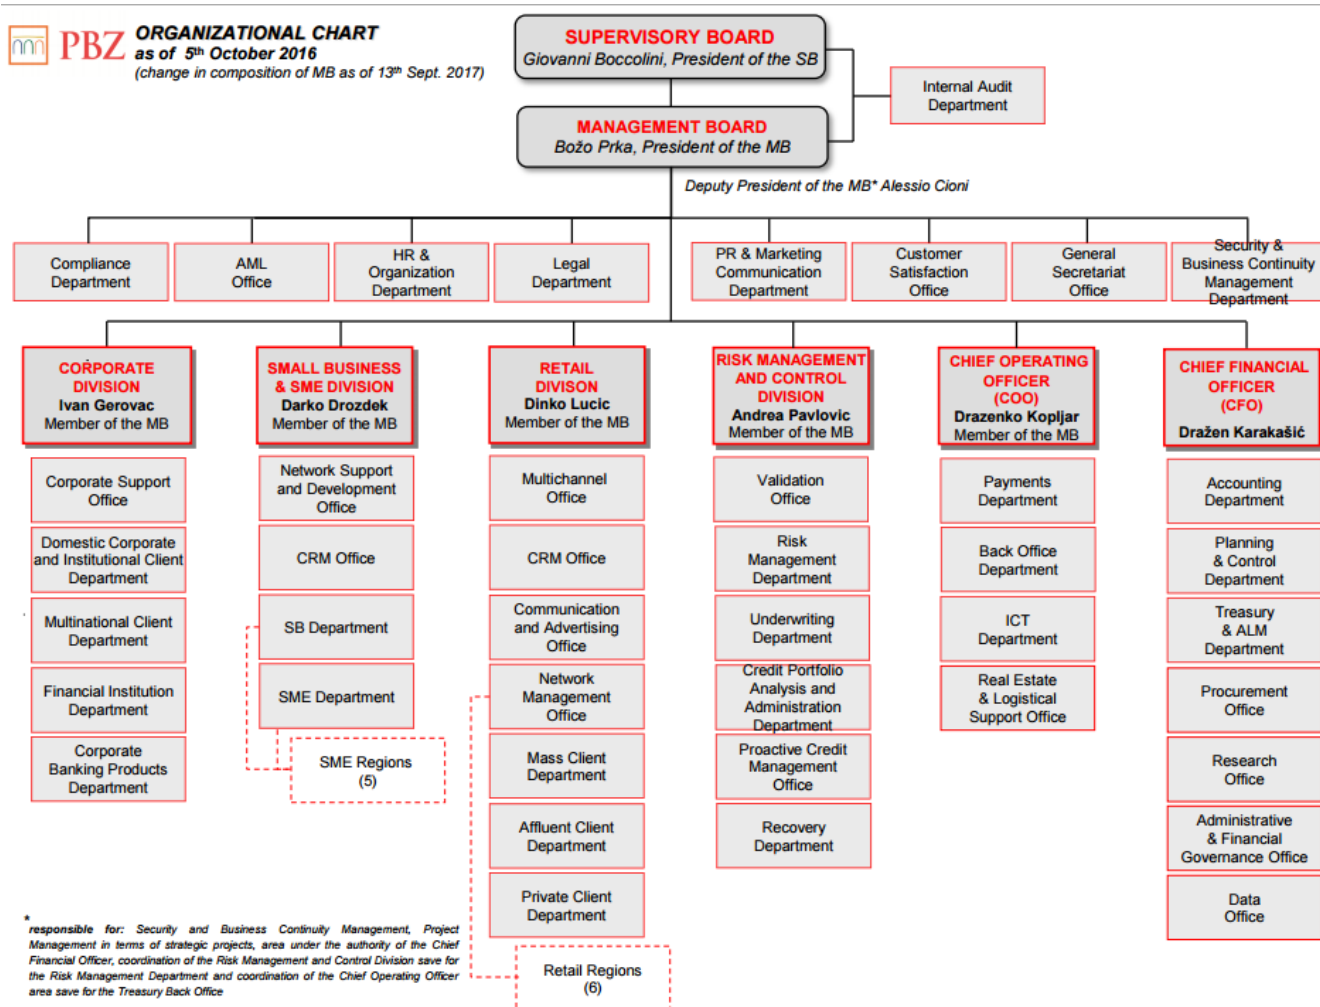 PBZ
ORGANIZATIONAL CHART
as of 5th October 2016
(change in composition of MB as of 13th Sept. 2017)
SUPERVISORY BOARD
Giovanni Boccolini, President of the SB
Internal Audit
Department
MANAGEMENT BOARD
Božo Prka, President of the MB
Deputy President of the MB* Alessio Cioni
Compliance
Department
AML
Office
HR &
Organization
Department
Legal
Department
PR & Marketing
Communication
Department
Customer
Satisfaction
Office
General
Secretariat
Office
Security &
Business Continuity
Management
Department
CORPORATE
DIVISION
Ivan Gerovac
Member of the MB
Corporate Support
Office
Domestic Corporate
and Institutional Client
Department
Multinational Client
Department
Financial Institution
Department
Corporate
Banking Products
Department
SMALL BUSINESS
& SME DIVISION
Darko Drozdek
Member of the MB
Network Support
and Development
Office
CRM Office
SB Department
SME Department
SME Regions
(5)
RETAIL
DIVISON
Dinko Lucic
Member of the MB
Multichannel
Office
CRM Office
Communication
and Advertising
Office
Network
Management
Office
Mass Client
Department
Affluent Client
Department
Private Client
Department
Retail Regions
(6)
RISK MANAGEMENT
AND CONTROL
DIVISION
Andrea Pavlovic
Member of the MB
Validation
Office
Risk
Management
Department
Underwriting
Department
Credit Portfolio
Analysis and
Administration
Department
Proactive Credit
Management
Office
Recovery
Department
CHIEF OPERATING
OFFICER
(COO)
Drazenko Kopljar
Member of the MB
Payments
Department
Back Office
Department
ICT
Department
Real Estate
& Logistical
Support Office
CHIEF FINANCIAL
OFFICER
(CFO)
Dražen Karakašić
Accounting
Department
Planning
& Control
Department
Treasury
& ALM
Department
Procurement
Office
Research
Office
Administrative
& Financial
Governance Office
Data
Office
*
responsible for: Security and Business Continuity Management, Project
Management in terms of strategic projects, area under the authority of the Chief
Financial Officer, coordination of the Risk Management and Control Division save for
the Risk Management Department and coordination of the Chief Operating Officer
area save for the Treasury Back Office